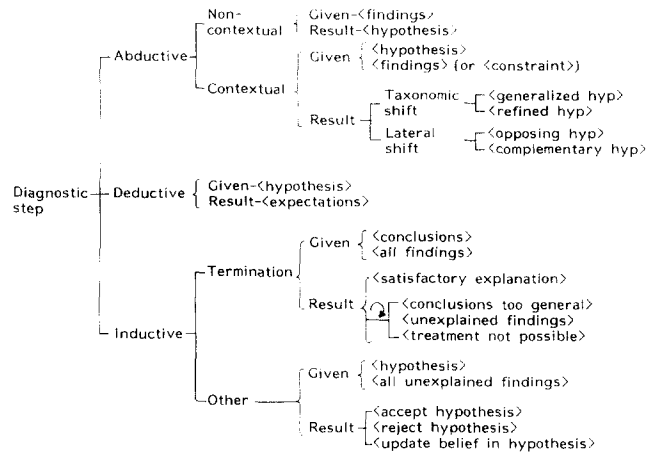 Non-
contextual
Given-<findings>
Result-<hypothesis>
Abductive
Contextual
Given
<hypothesis>
<findings> (or <constraint>)
Result
Taxonomic
shift
<generalized hyp>
<refined hyp>
Lateral
shift
<opposing hyp>
<complementary hyp>
Diagnostic
step
Deductive
Given-<hypothesis>
Result-<expectations>
Inductive
Termination
Given
<conclusions>
<all findings>
Result
<satisfactory explanation>
<conclusions too general>
<unexplained findings>
<treatment not possible>
Other
Given
<hypothesis>
<all unexplained findings>
Result
<accept hypothesis>
<reject hypothesis>
<update belief in hypothesis>